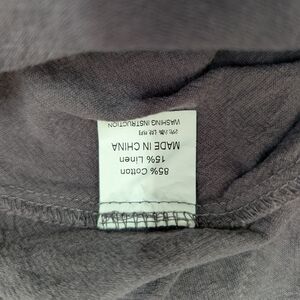 85% Cotton
15% Linen
MADE IN CHINA
WASHING INSTRUCTION